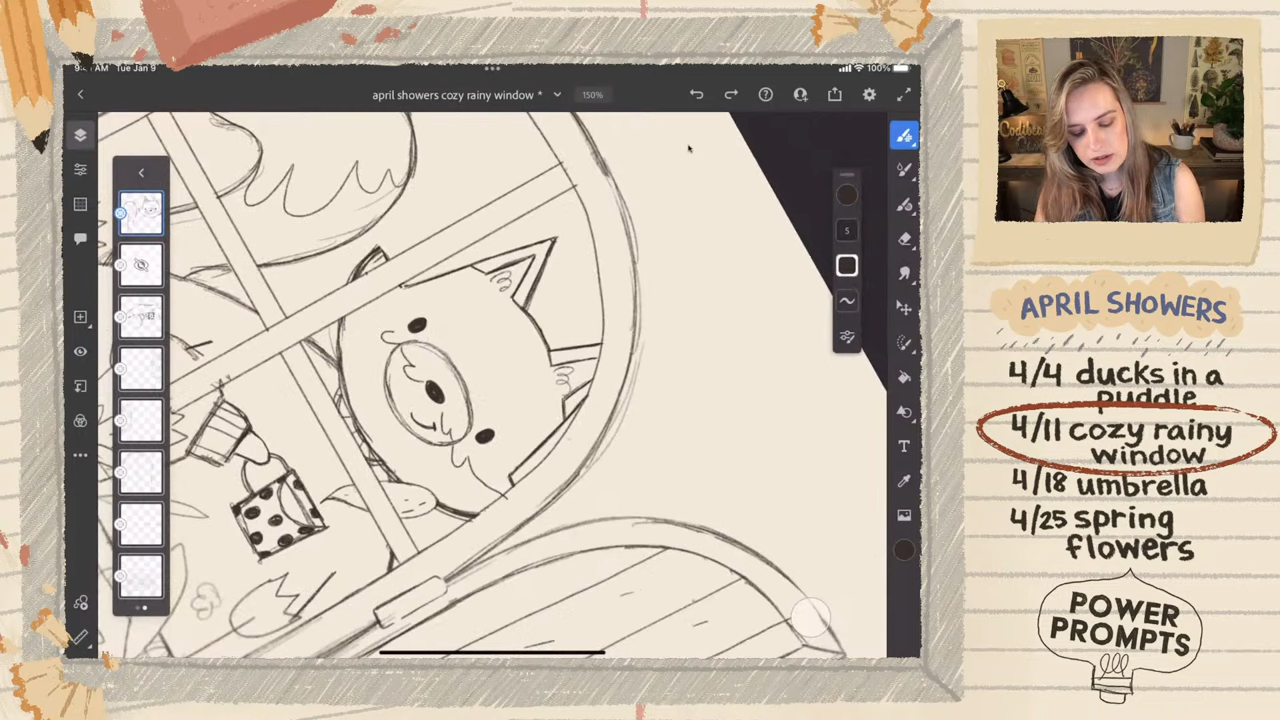 Tue Jan 9
100%
april showers cozy rainy window *
150%
5
T
APRIL SHOWERS
4/4 ducks in a
puddle
4/11 cozy rainy
window
4/18 umbrella
4/25 spring
flowers
POWER
PROMPTS